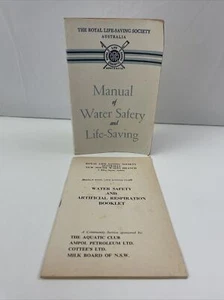 THE ROYAL LIFE-SAVING SOCIETY
AUSTRALIA
Manual
of
Water Safety
and
Life-Saving
WATER SAFETY
AND
ARTIFICIAL RESPIRATION
BOOKLET
A Community Service sponsored by
THE AQUATIC CLUB
AMPOL PETROLEUM LTD.
COTTEE'S LTD.
MILK BOARD OF N.S.W.